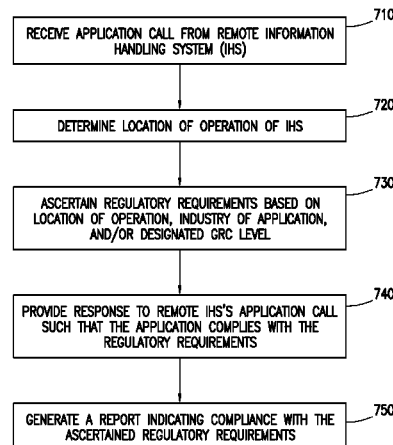 710
RECEIVE APPLICATION CALL FROM REMOTE INFORMATION
HANDLING SYSTEM (IHS)
720
DETERMINE LOCATION OF OPERATION OF IHS
730
ASCERTAIN REGULATORY REQUIREMENTS BASED ON
LOCATION OF OPERATION, INDUSTRY OF APPLICATION,
AND/OR DESIGNATED GRC LEVEL
740
PROVIDE RESPONSE TO REMOTE IHS'S APPLICATION CALL
SUCH THAT THE APPLICATION COMPLIES WITH THE
REGULATORY REQUIREMENTS
750
GENERATE A REPORT INDICATING COMPLIANCE WITH THE
ASCERTAINED REGULATORY REQUIREMENTS